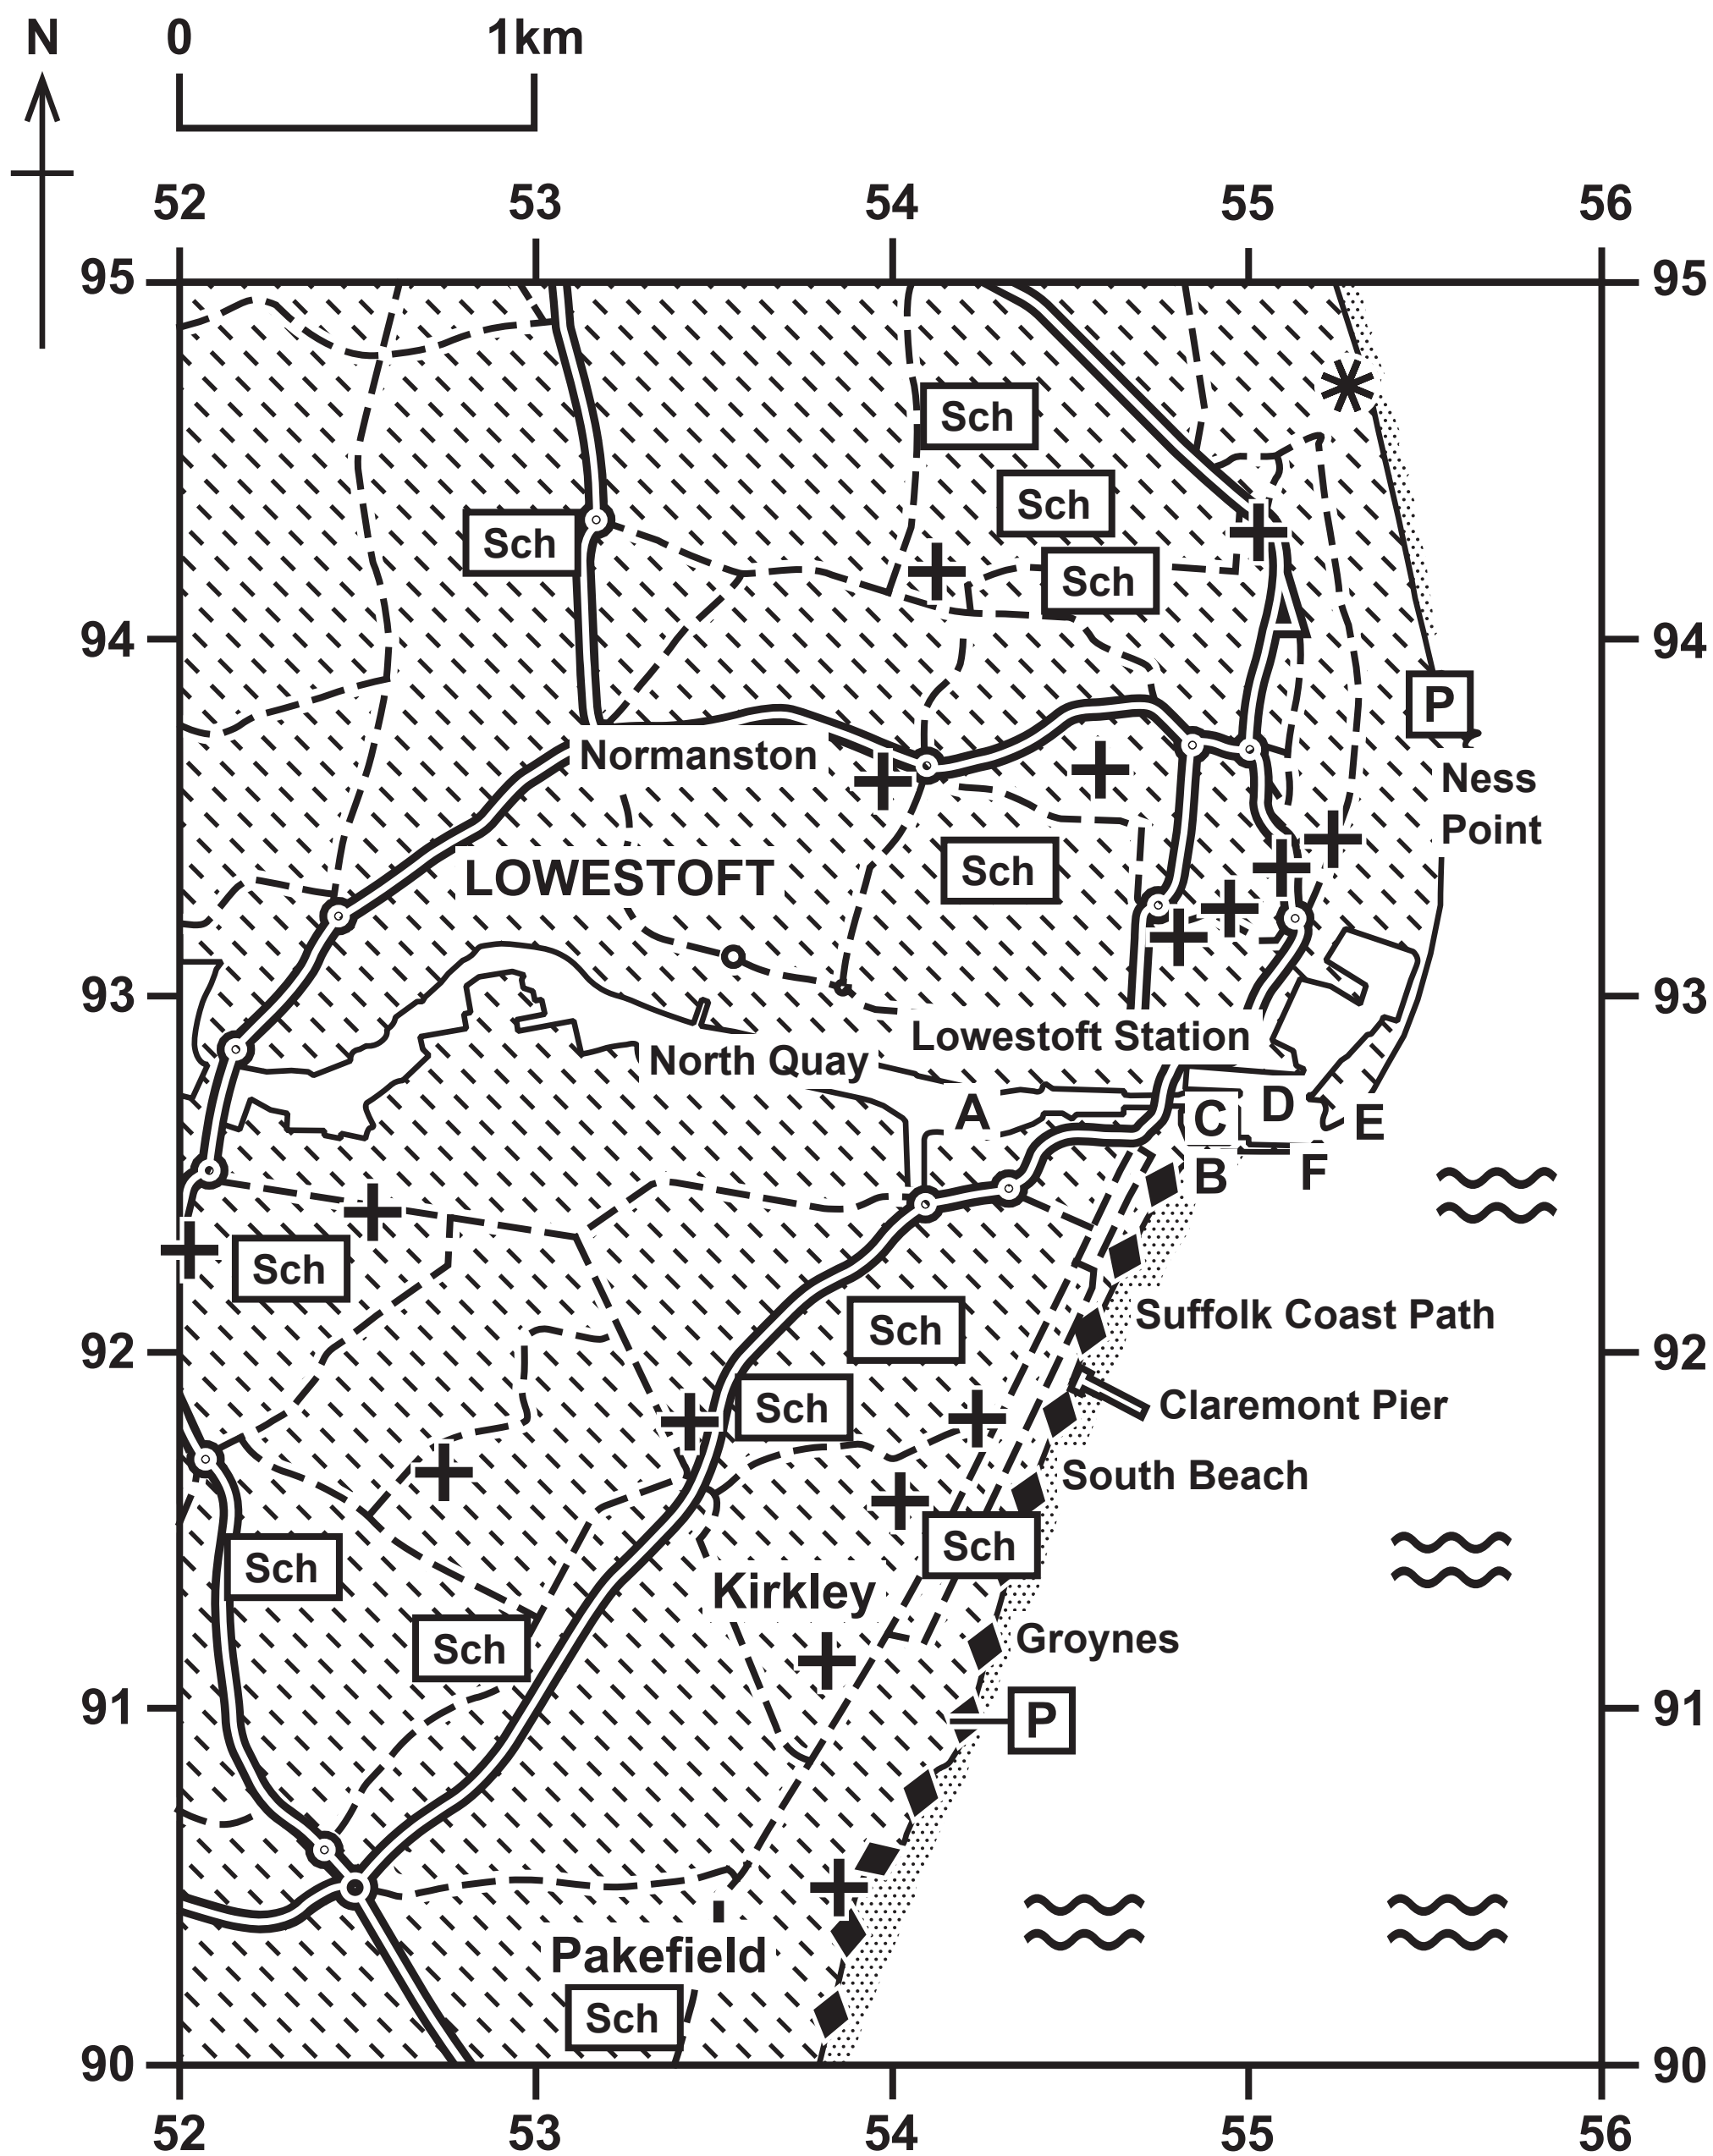 N
0 1km
52 53 54 55 56
95 95
Sch
Sch
Sch
Sch
94 94
P
Normanston
Ness
Point
LOWESTOFT
Sch
93 93
Lowestoft Station
North Quay
A C D E
B F
Sch
Suffolk Coast Path
Sch
92 92
Claremont Pier
Sch
South Beach
Sch
Sch
Kirkley
Groynes
Sch
91 91
P
Pakefield
Sch
90 90
52 53 54 55 56